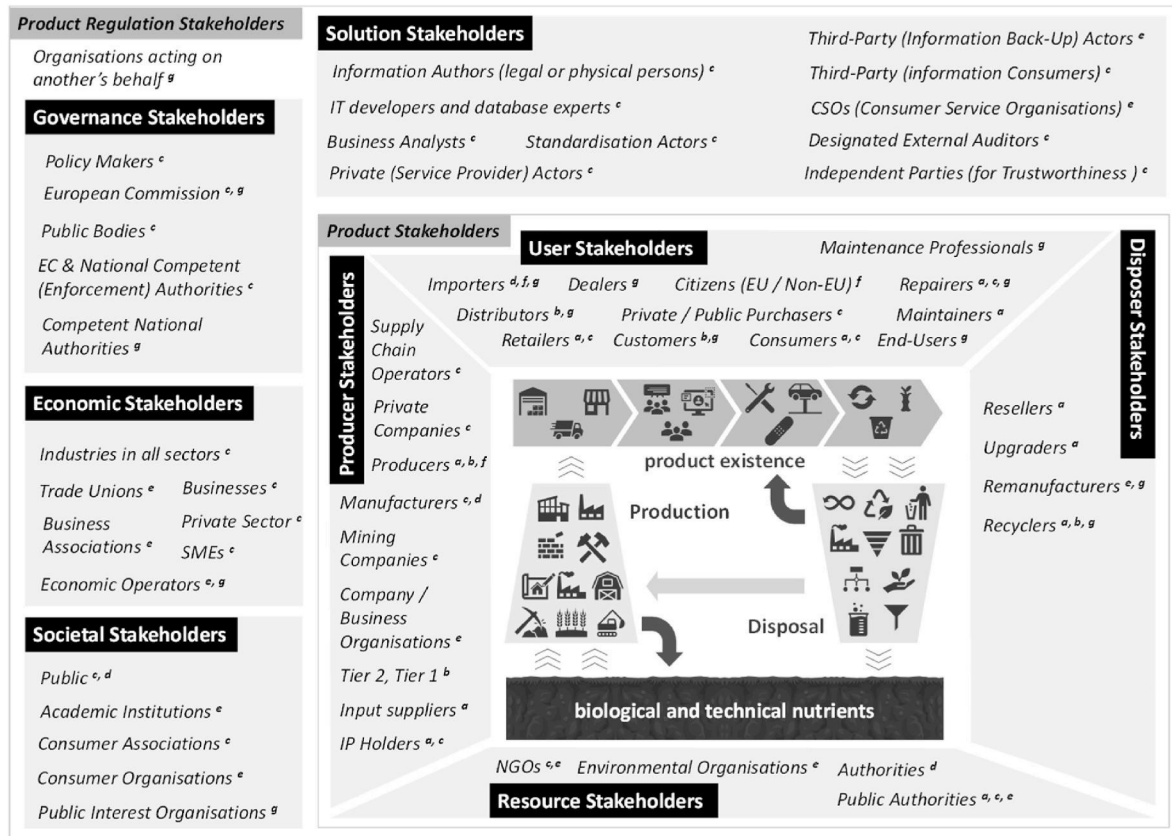 Product Regulation Stakeholders
Organisations acting on
another's behalf g
Governance Stakeholders
Policy Makers c
European Commission c, g
Public Bodies c
EC & National Competent
(Enforcement) Authorities c
Competent National
Authorities g
Economic Stakeholders
Industries in all sectors c
Trade Unions e
Businesses c
Business
Associations e
Private Sector c
SMEs c
Economic Operators e, g
Societal Stakeholders
Public c, d
Academic Institutions e
Consumer Associations c
Consumer Organisations e
Public Interest Organisations g
Solution Stakeholders
Information Authors (legal or physical persons) c
IT developers and database experts c
Business Analysts c
Standardisation Actors c
Private (Service Provider) Actors c
Third-Party (Information Back-Up) Actors e
Third-Party (information Consumers) c
CSOs (Consumer Service Organisations) e
Designated External Auditors c
Independent Parties (for Trustworthiness ) c
Product Stakeholders
User Stakeholders
Maintenance Professionals g
Importers d, f, g
Dealers g
Citizens (EU / Non-EU) f
Repairers a, c, g
Distributors b, g
Private / Public Purchasers c
Maintainers a
Retailers a, c
Customers b,g
Consumers a, c
End-Users g
Producer Stakeholders
Supply
Chain
Operators c
Private
Companies c
Producers a, b, f
Manufacturers c, d
Mining
Companies c
Company /
Business
Organisations e
Tier 2, Tier 1 b
Input suppliers a
IP Holders a, c
product existence
Production
Disposal
biological and technical nutrients
Disposer Stakeholders
Resellers a
Upgraders a
Remanufacturers e, g
Recyclers a, b, g
NGOs c,e
Environmental Organisations e
Authorities d
Public Authorities a, c, e
Resource Stakeholders